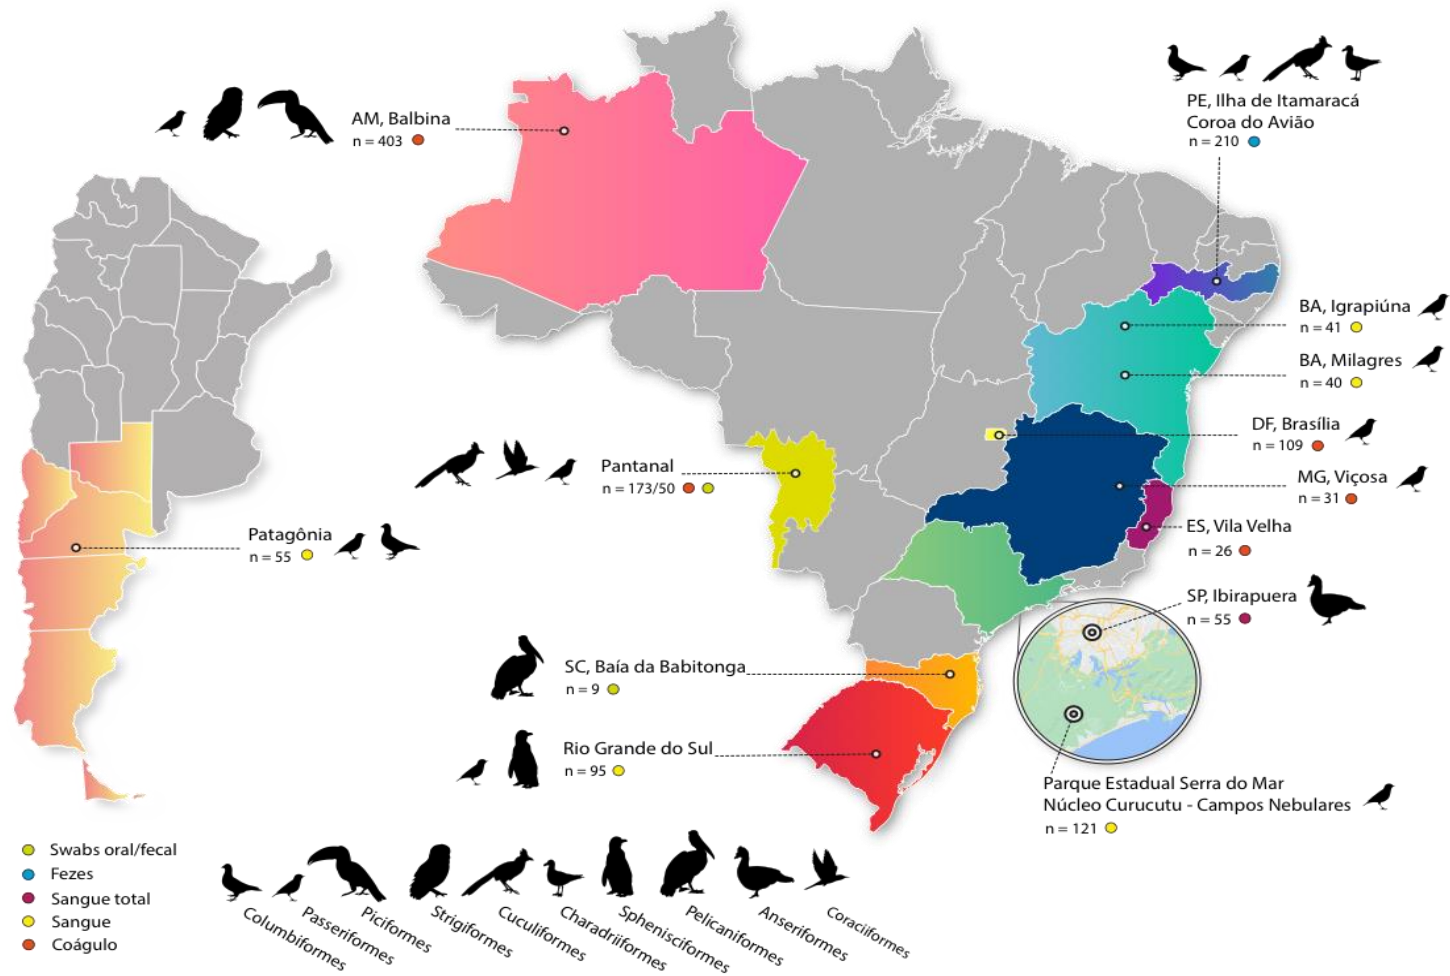 AM, Balbina
n = 403
PE, Ilha de Itamaracá
Coroa do Avião
n = 210
BA, Igrapiúna
n = 41
BA, Milagres
n = 40
DF, Brasília
n = 109
MG, Viçosa
n = 31
ES, Vila Velha
n = 26
SP, Ibirapuera
n = 55
Pantanal
n = 173/50
Patagônia
n = 55
SC, Baía da Babitonga
n = 9
Rio Grande do Sul
n = 95
Parque Estadual Serra do Mar
Núcleo Curucutu - Campos Nebulares
n = 121
Swabs oral/fecal
Fezes
Sangue total
Sangue
Coágulo
Columbiformes
Passeriformes
Piciformes
Strigiformes
Cuculiformes
Charadriiformes
Sphenisciformes
Pelicaniformes
Anseriformes
Coraciiformes